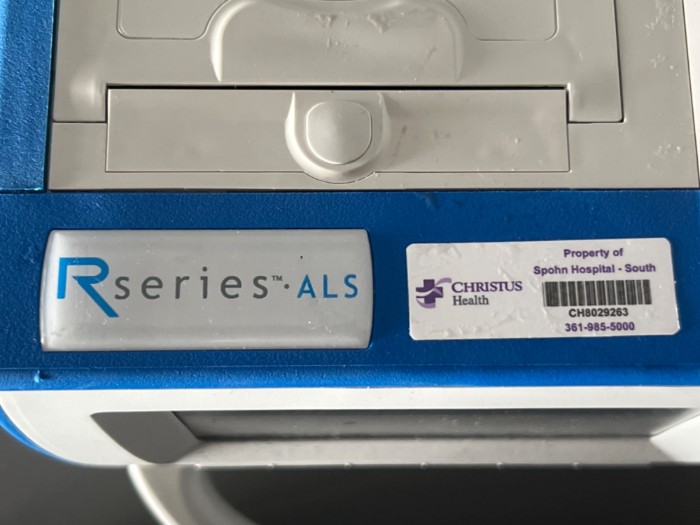 Rseries™·ALS
Property of
Spohn Hospital - South
CHRISTUS
Health
CH8029263
361-985-5000